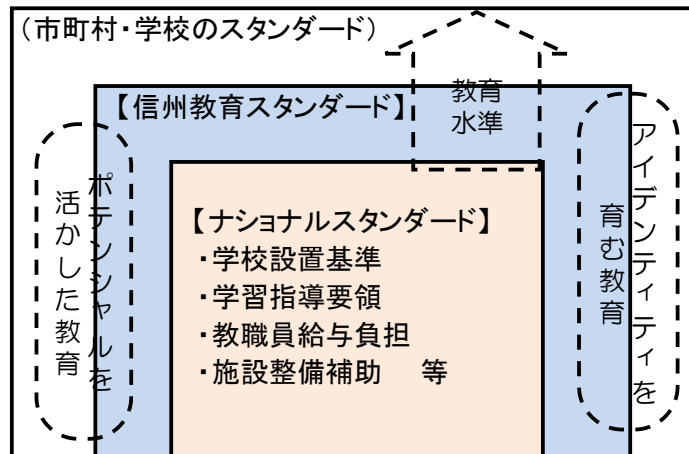 （市町村・学校のスタンダード）
教育
水準
【信州教育スタンダード】
ポテンシャルを
活かした教育
【ナショナルスタンダード】
・学校設置基準
・学習指導要領
・教職員給与負担
・施設整備補助　等
アイデンティティを
育む教育